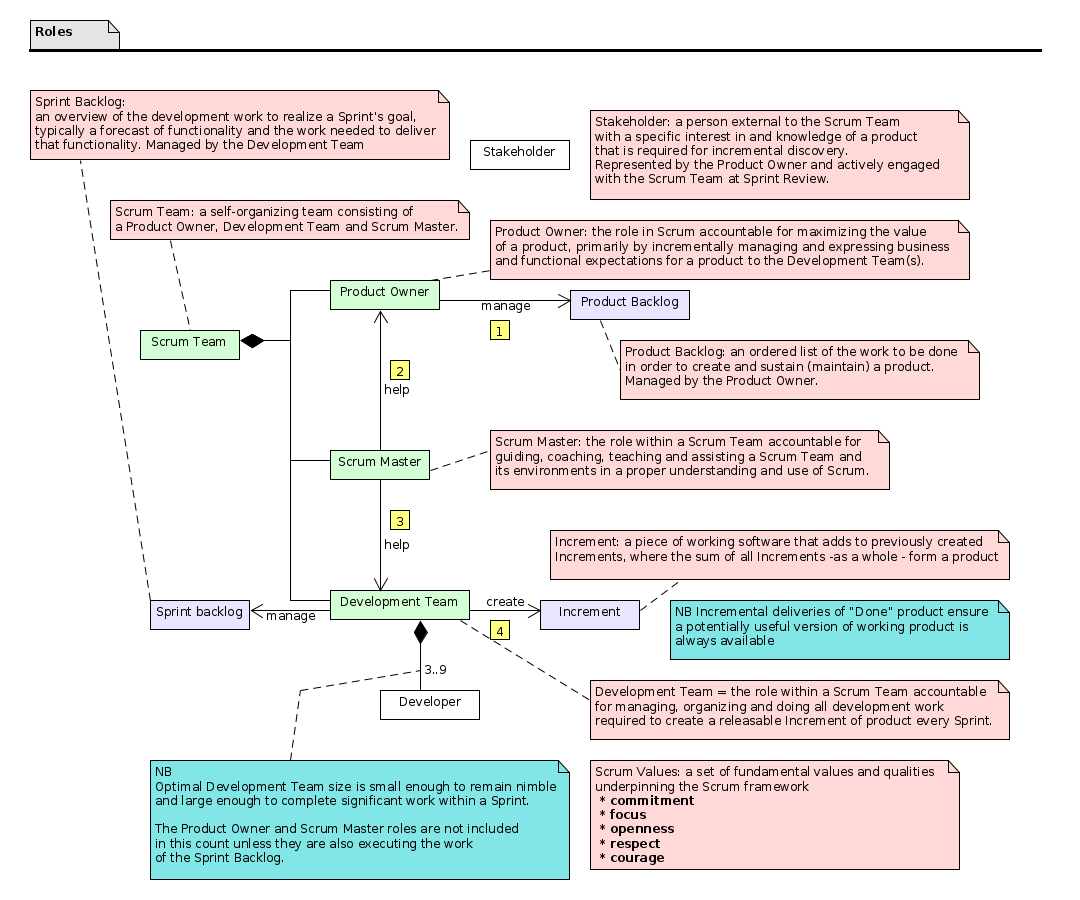 Roles
Sprint Backlog:
an overview of the development work to realize a Sprint's goal,
typically a forecast of functionality and the work needed to deliver
that functionality. Managed by the Development Team
Stakeholder
Stakeholder: a person external to the Scrum Team
with a specific interest in and knowledge of a product
that is required for incremental discovery.
Represented by the Product Owner and actively engaged
with the Scrum Team at Sprint Review.
Scrum Team: a self-organizing team consisting of
a Product Owner, Development Team and Scrum Master.
Product Owner: the role in Scrum accountable for maximizing the value
of a product, primarily by incrementally managing and expressing business
and functional expectations for a product to the Development Team(s).
Product Owner
manage
1
Product Backlog
Scrum Team
Product Backlog: an ordered list of the work to be done
in order to create and sustain (maintain) a product.
Managed by the Product Owner.
2
help
Scrum Master
Scrum Master: the role within a Scrum Team accountable for
guiding, coaching, teaching and assisting a Scrum Team and
its environments in a proper understanding and use of Scrum.
3
help
Increment: a piece of working software that adds to previously created
Increments, where the sum of all Increments -as a whole - form a product
Sprint backlog
manage
Development Team
create
4
Increment
NB Incremental deliveries of "Done" product ensure
a potentially useful version of working product is
always available
3..9
Developer
Development Team = the role within a Scrum Team accountable
for managing, organizing and doing all development work
required to create a releasable Increment of product every Sprint.
NB
Optimal Development Team size is small enough to remain nimble
and large enough to complete significant work within a Sprint.
The Product Owner and Scrum Master roles are not included
in this count unless they are also executing the work
of the Sprint Backlog.
Scrum Values: a set of fundamental values and qualities
underpinning the Scrum framework
* commitment
* focus
* openness
* respect
* courage